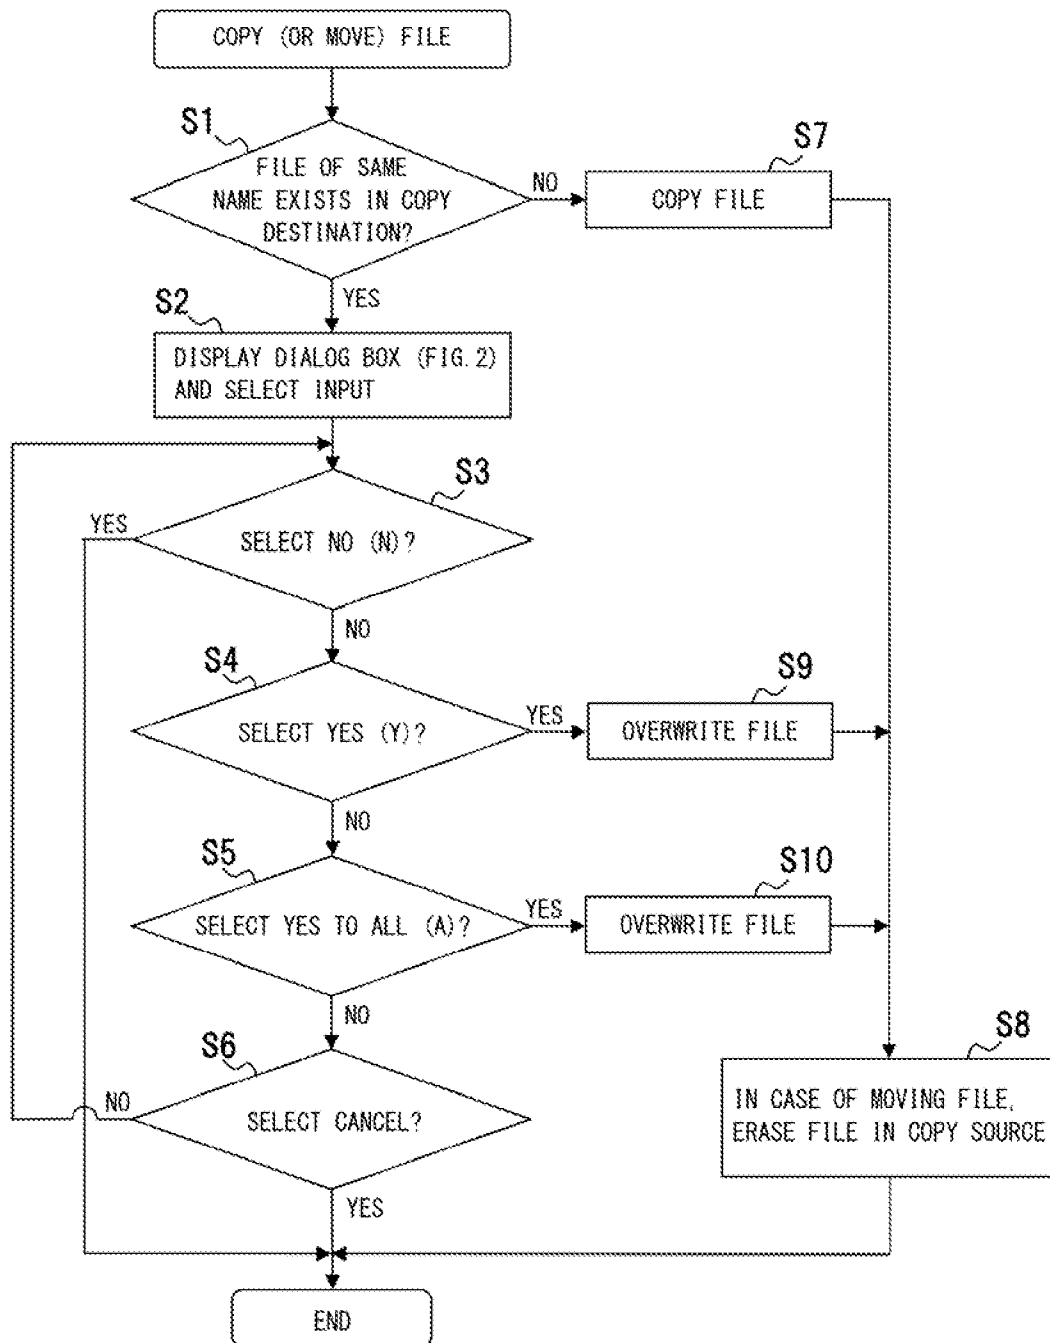 COPY (OR MOVE) FILE
S1
FILE OF SAME
NAME EXISTS IN COPY
DESTINATION?
NO
S7
COPY FILE
YES
S2
DISPLAY DIALOG BOX (FIG.2)
AND SELECT INPUT
S3
YES
SELECT NO (N)?
NO
S4
SELECT YES (Y)?
YES
S9
OVERWRITE FILE
NO
S5
SELECT YES TO ALL (A)?
YES
S10
OVERWRITE FILE
NO
S6
NO
SELECT CANCEL?
S8
IN CASE OF MOVING FILE,
ERASE FILE IN COPY SOURCE
YES
END